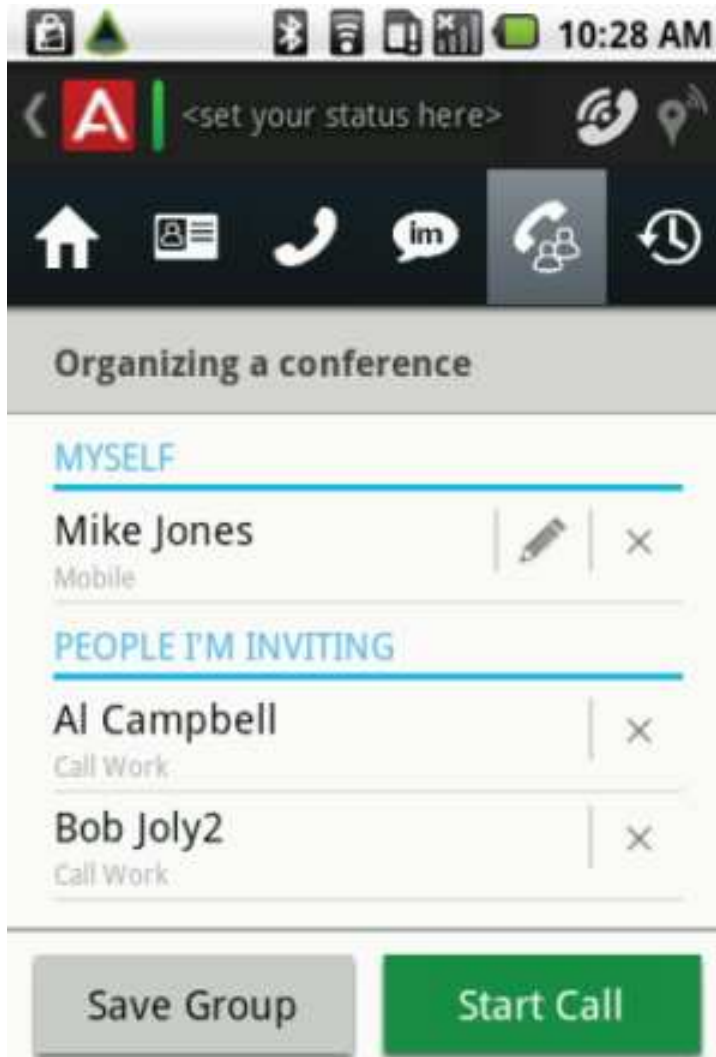 10:28 AM
A <set your status here>
im
Organizing a conference
MYSELF
Mike Jones
Mobile
PEOPLE I'M INVITING
Al Campbell
Call Work
Bob Joly2
Call Work
Save Group Start Call